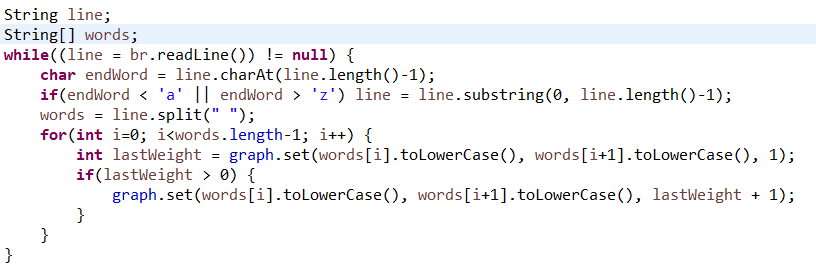 String line;
String[] words;
while((line = br.readLine()) != null) {
    char endWord = line.charAt(line.length()-1);
    if(endWord < 'a' || endWord > 'z') line = line.substring(0, line.length()-1);
    words = line.split(" ");
    for(int i=0; i<words.length-1; i++) {
        int lastWeight = graph.set(words[i].toLowerCase(), words[i+1].toLowerCase(), 1);
        if(lastWeight > 0) {
            graph.set(words[i].toLowerCase(), words[i+1].toLowerCase(), lastWeight + 1);
        }
    }
}